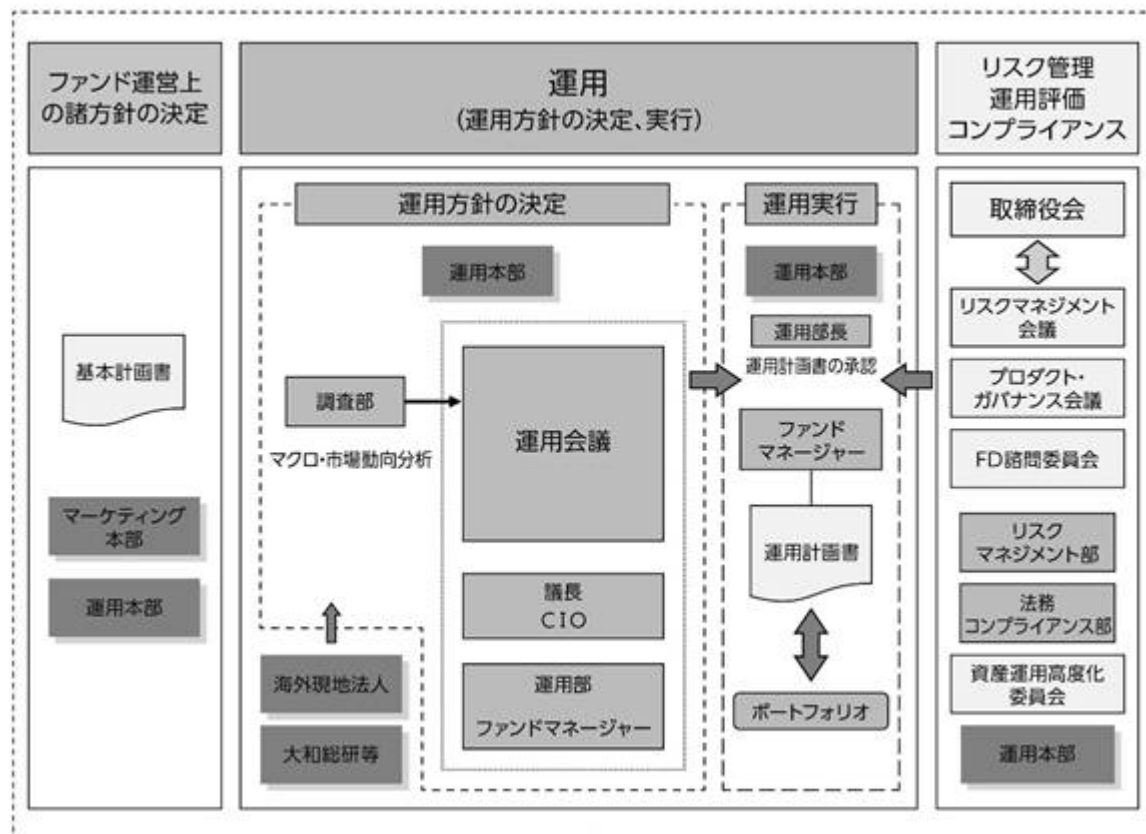 ファンド運営上
の諸方針の決定
運用
(運用方針の決定、実行)
リスク管理
運用評価
コンプライアンス
基本計画書
マーケティング
本部
運用本部
運用方針の決定
運用本部
調査部
マクロ・市場動向分析
運用会議
議長
CIO
運用部
ファンドマネージャー
海外現地法人
大和総研等
運用実行
運用本部
運用部長
運用計画書の承認
ファンド
マネージャー
運用計画書
ポートフォリオ
取締役会
リスクマネジメント
会議
プロダクト・
ガバナンス会議
FD諮問委員会
リスク
マネジメント部
法務
コンプライアンス部
資産運用高度化
委員会
運用本部